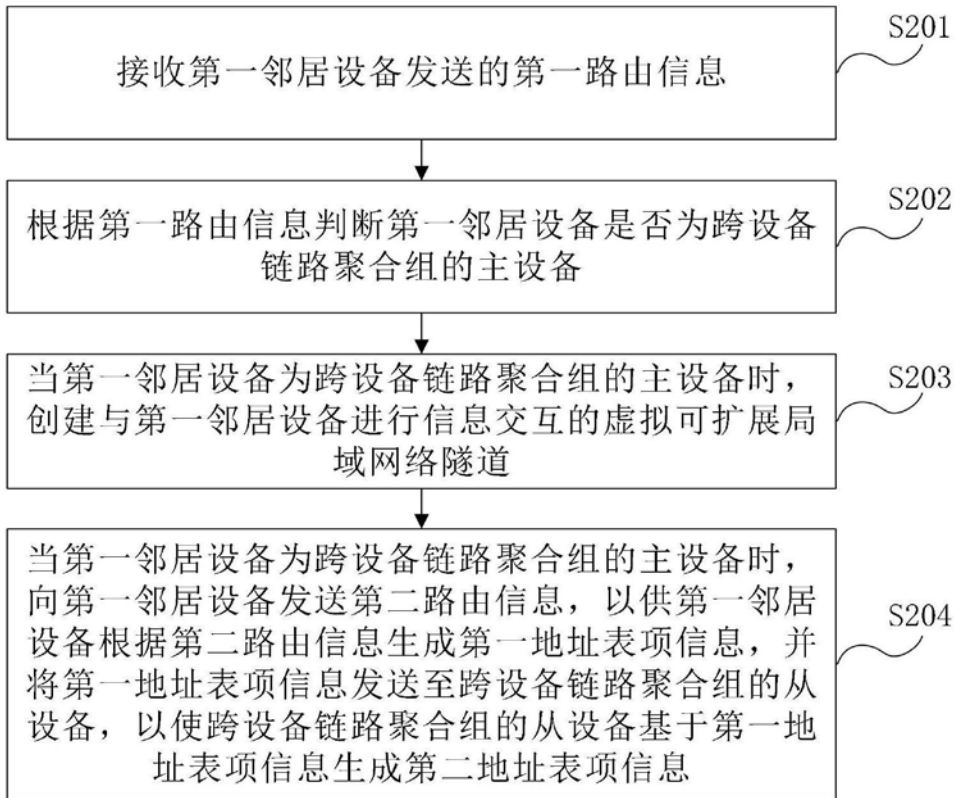 接收第一邻居设备发送的第一路由信息
S201
根据第一路由信息判断第一邻居设备是否为跨设备
链路聚合组的主设备
S202
当第一邻居设备为跨设备链路聚合组的主设备时，
创建与第一邻居设备进行信息交互的虚拟可扩展局
域网络隧道
S203
当第一邻居设备为跨设备链路聚合组的主设备时，
向第一邻居设备发送第二路由信息，以供第一邻居
设备根据第二路由信息生成第一地址表项信息，并
将第一地址表项信息发送至跨设备链路聚合组的从
设备，以使跨设备链路聚合组的从设备基于第一地
址表项信息生成第二地址表项信息
S204